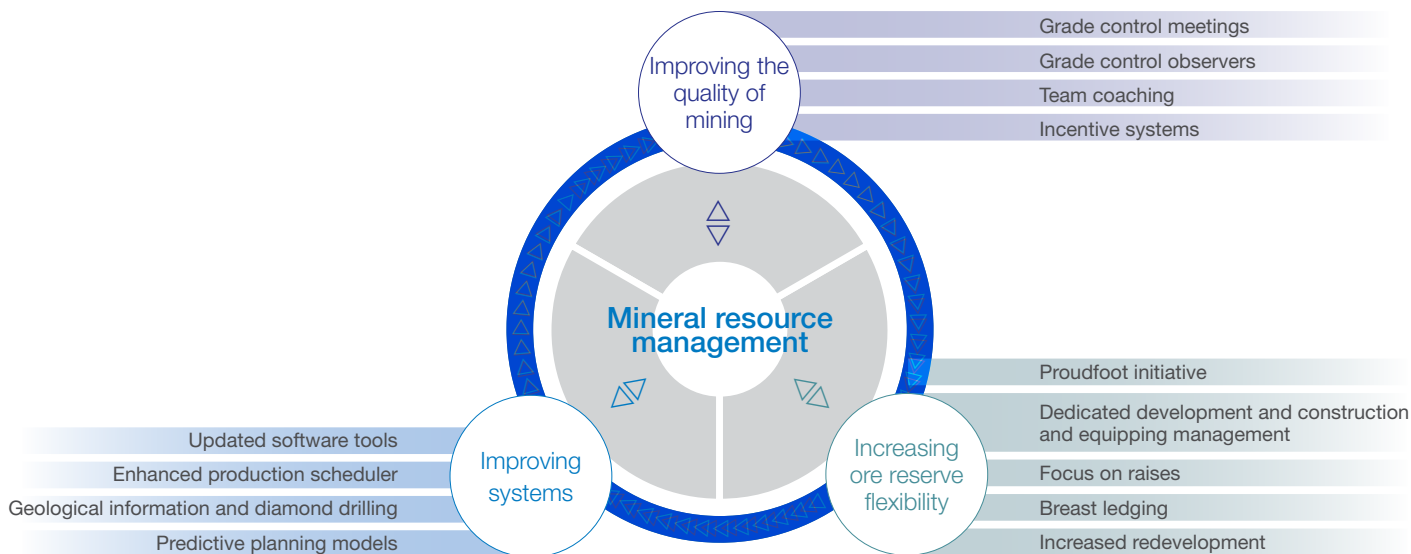 Improving the
quality of
mining
Grade control meetings
Grade control observers
Team coaching
Incentive systems
Mineral resource
management
Improving
systems
Updated software tools
Enhanced production scheduler
Geological information and diamond drilling
Predictive planning models
Increasing
ore reserve
flexibility
Proudfoot initiative
Dedicated development and construction
and equipping management
Focus on raises
Breast ledging
Increased redevelopment